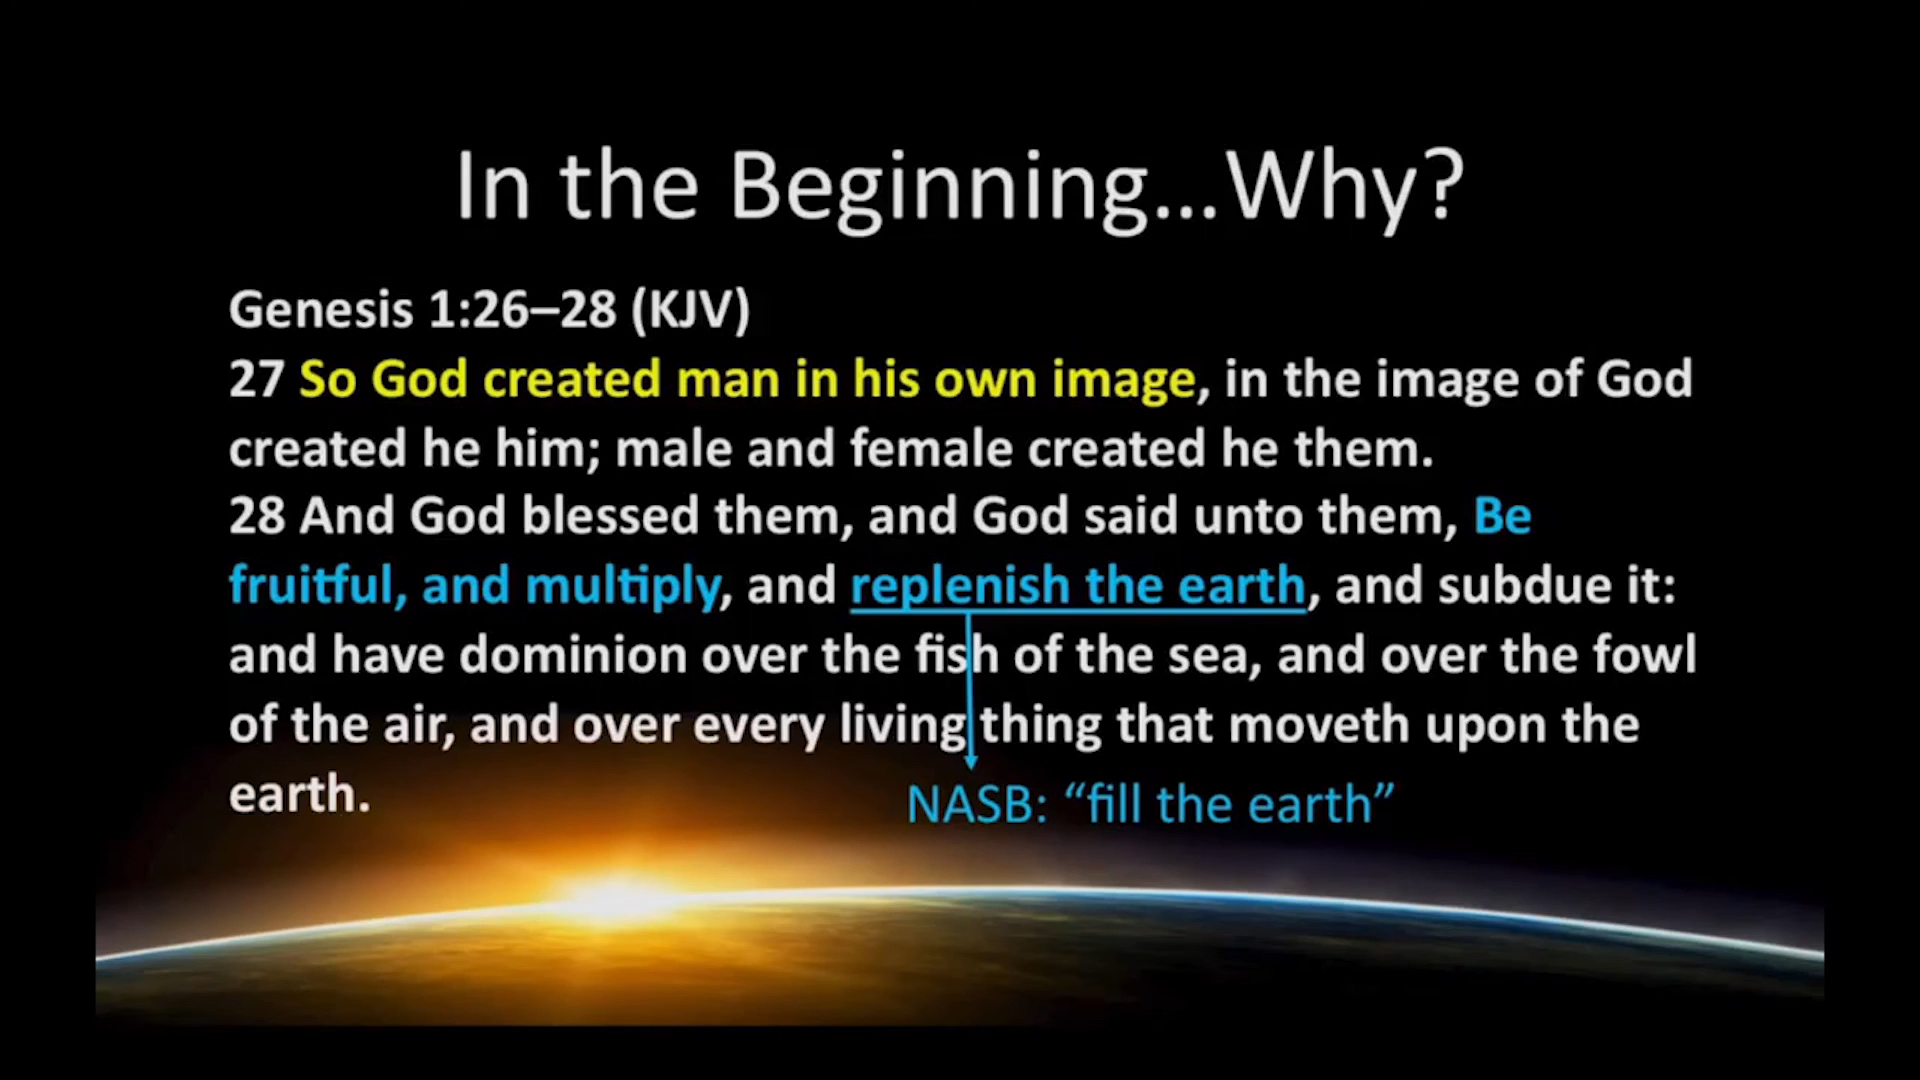 In the Beginning...Why?
Genesis 1:26–28 (KJV)
27 So God created man in his own image, in the image of God
created he him; male and female created he them.
28 And God blessed them, and God said unto them, Be
fruitful, and multiply, and replenish the earth, and subdue it:
and have dominion over the fish of the sea, and over the fowl
of the air, and over every living thing that moveth upon the
earth.
NASB: “fill the earth”